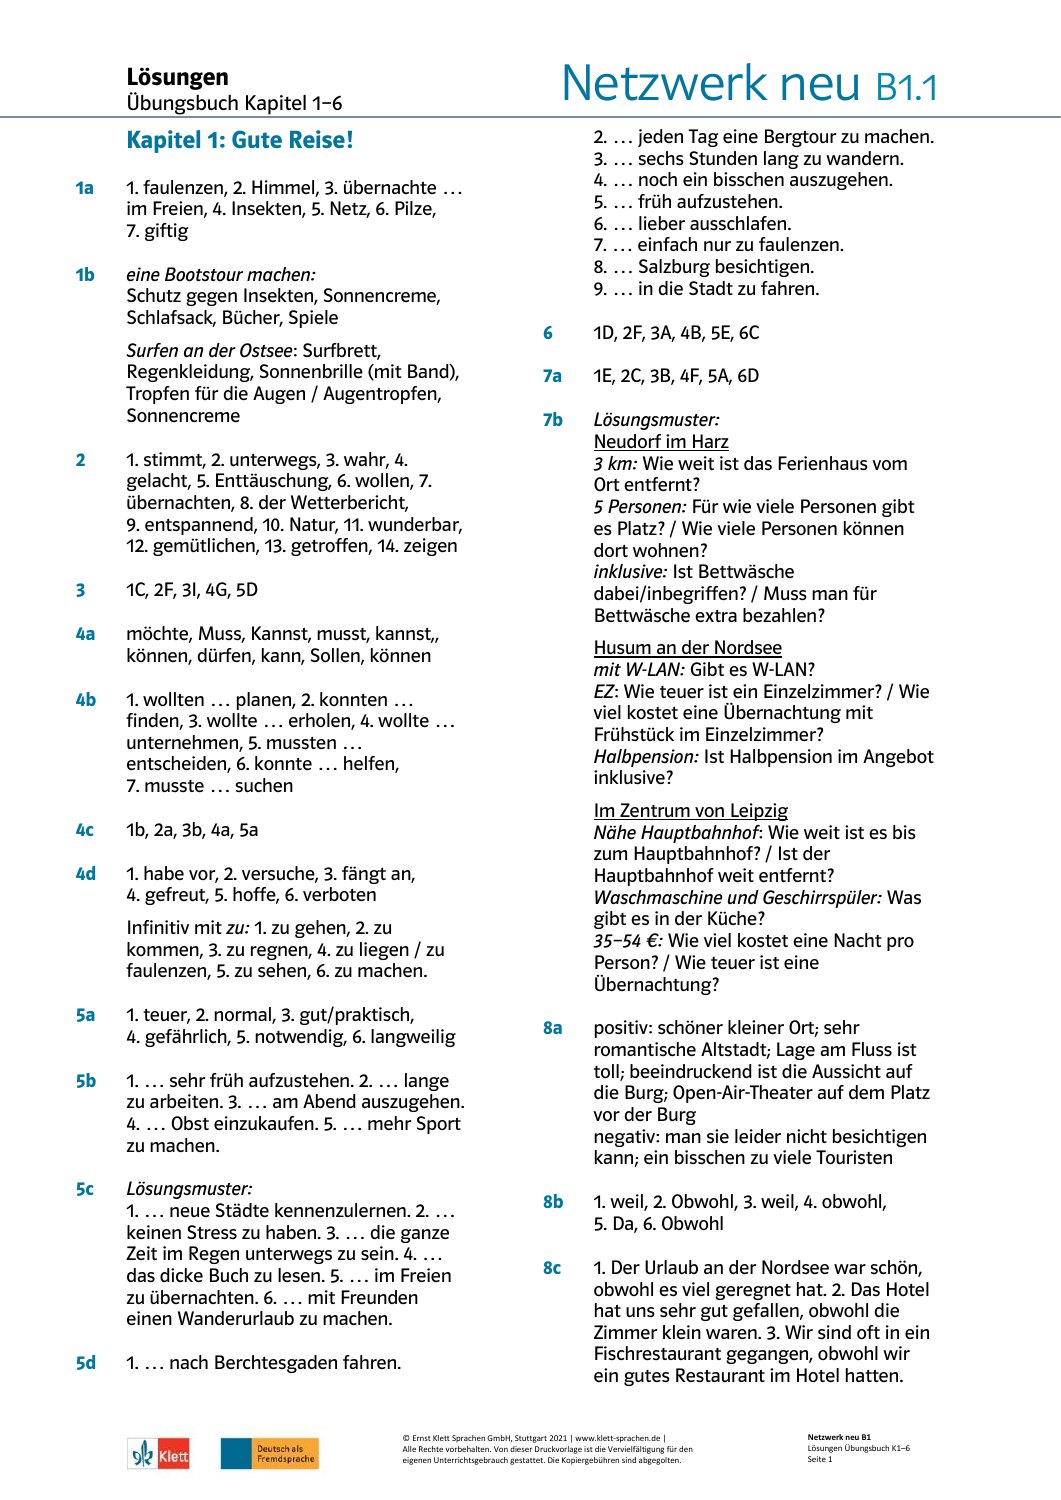 Lösungen
Übungsbuch Kapitel 1–6
Netzwerk neu B1.1
Kapitel 1: Gute Reise!
1a 1. faulenzen, 2. Himmel, 3. übernachte …
im Freien, 4. Insekten, 5. Netz, 6. Pilze,
7. giftig
1b eine Bootstour machen:
Schutz gegen Insekten, Sonnencreme,
Schlafsack, Bücher, Spiele
Surfen an der Ostsee: Surfbrett,
Regenkleidung, Sonnenbrille (mit Band),
Tropfen für die Augen / Augentropfen,
Sonnencreme
2 1. stimmt, 2. unterwegs, 3. wahr, 4.
gelacht, 5. Enttäuschung, 6. wollen, 7.
übernachten, 8. der Wetterbericht,
9. entspannend, 10. Natur, 11. wunderbar,
12. gemütlichen, 13. getroffen, 14. zeigen
3 1C, 2F, 3I, 4G, 5D
4a möchte, Muss, Kannst, musst, kannst,,
können, dürfen, kann, Sollen, können
4b 1. wollten … planen, 2. konnten …
finden, 3. wollte … erholen, 4. wollte …
unternehmen, 5. mussten …
entscheiden, 6. konnte … helfen,
7. musste … suchen
4c 1b, 2a, 3b, 4a, 5a
4d 1. habe vor, 2. versuche, 3. fängt an,
4. gefreut, 5. hoffe, 6. verboten
Infinitiv mit zu: 1. zu gehen, 2. zu
kommen, 3. zu regnen, 4. zu liegen / zu
faulenzen, 5. zu sehen, 6. zu machen.
5a 1. teuer, 2. normal, 3. gut/praktisch,
4. gefährlich, 5. notwendig, 6. langweilig
5b 1. … sehr früh aufzustehen. 2. … lange
zu arbeiten. 3. … am Abend auszugehen.
4. … Obst einzukaufen. 5. … mehr Sport
zu machen.
5c Lösungsmuster:
1. … neue Städte kennenzulernen. 2. …
keinen Stress zu haben. 3. … die ganze
Zeit im Regen unterwegs zu sein. 4. …
das dicke Buch zu lesen. 5. … im Freien
zu übernachten. 6. … mit Freunden
einen Wanderurlaub zu machen.
5d 1. … nach Berchtesgaden fahren.
2. … jeden Tag eine Bergtour zu machen.
3. … sechs Stunden lang zu wandern.
4. … noch ein bisschen auszugehen.
5. … früh aufzustehen.
6. … lieber ausschlafen.
7. … einfach nur zu faulenzen.
8. … Salzburg besichtigen.
9. … in die Stadt zu fahren.
6 1D, 2F, 3A, 4B, 5E, 6C
7a 1E, 2C, 3B, 4F, 5A, 6D
7b Lösungsmuster:
Neudorf im Harz
3 km: Wie weit ist das Ferienhaus vom
Ort entfernt?
5 Personen: Für wie viele Personen gibt
es Platz? / Wie viele Personen können
dort wohnen?
inklusive: Ist Bettwäsche
dabei/inbegriffen? / Muss man für
Bettwäsche extra bezahlen?
Husum an der Nordsee
mit W-LAN: Gibt es W-LAN?
EZ: Wie teuer ist ein Einzelzimmer? / Wie
viel kostet eine Übernachtung mit
Frühstück im Einzelzimmer?
Halbpension: Ist Halbpension im Angebot
inklusive?
Im Zentrum von Leipzig
Nähe Hauptbahnhof: Wie weit ist es bis
zum Hauptbahnhof? / Ist der
Hauptbahnhof weit entfernt?
Waschmaschine und Geschirrspüler: Was
gibt es in der Küche?
35–54 €: Wie viel kostet eine Nacht pro
Person? / Wie teuer ist eine
Übernachtung?
8a positiv: schöner kleiner Ort; sehr
romantische Altstadt; Lage am Fluss ist
toll; beeindruckend ist die Aussicht auf
die Burg; Open-Air-Theater auf dem Platz
vor der Burg
negativ: man sie leider nicht besichtigen
kann; ein bisschen zu viele Touristen
8b 1. weil, 2. Obwohl, 3. weil, 4. obwohl,
5. Da, 6. Obwohl
8c 1. Der Urlaub an der Nordsee war schön,
obwohl es viel geregnet hat. 2. Das Hotel
hat uns sehr gut gefallen, obwohl die
Zimmer klein waren. 3. Wir sind oft in ein
Fischrestaurant gegangen, obwohl wir
ein gutes Restaurant im Hotel hatten.
Klett
Deutsch als
Fremdsprache
© Ernst Klett Sprachen GmbH, Stuttgart 2021 | www.klett-sprachen.de |
Alle Rechte vorbehalten. Von dieser Druckvorlage ist die Vervielfältigung für den
eigenen Unterrichtsgebrauch gestattet. Die Kopiergebühren sind abgegolten.
Netzwerk neu B1
Lösungen Übungsbuch K1–6
Seite 1